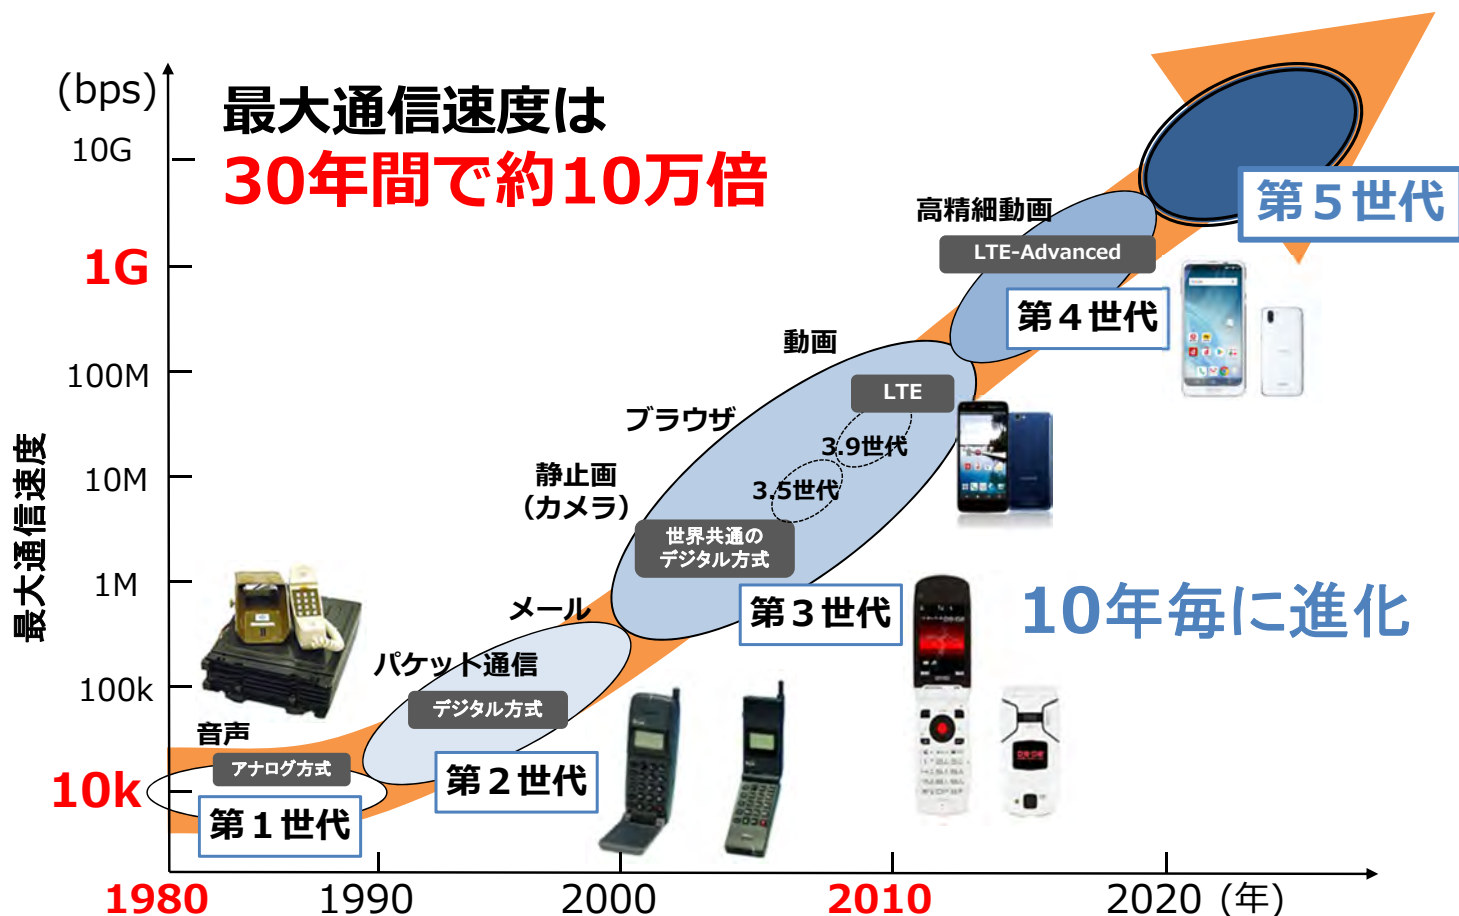 (bps)
最大通信速度は
30年間で約10万倍
10G
1G
100M
10M
1M
100k
10k
最大通信速度
第５世代
高精細動画
LTE-Advanced
第４世代
動画
LTE
ブラウザ
3.9世代
静止画
（カメラ）
3.5世代
世界共通の
デジタル方式
第３世代
10年毎に進化
メール
パケット通信
デジタル方式
第２世代
音声
アナログ方式
第１世代
1980
1990
2000
2010
2020 (年)